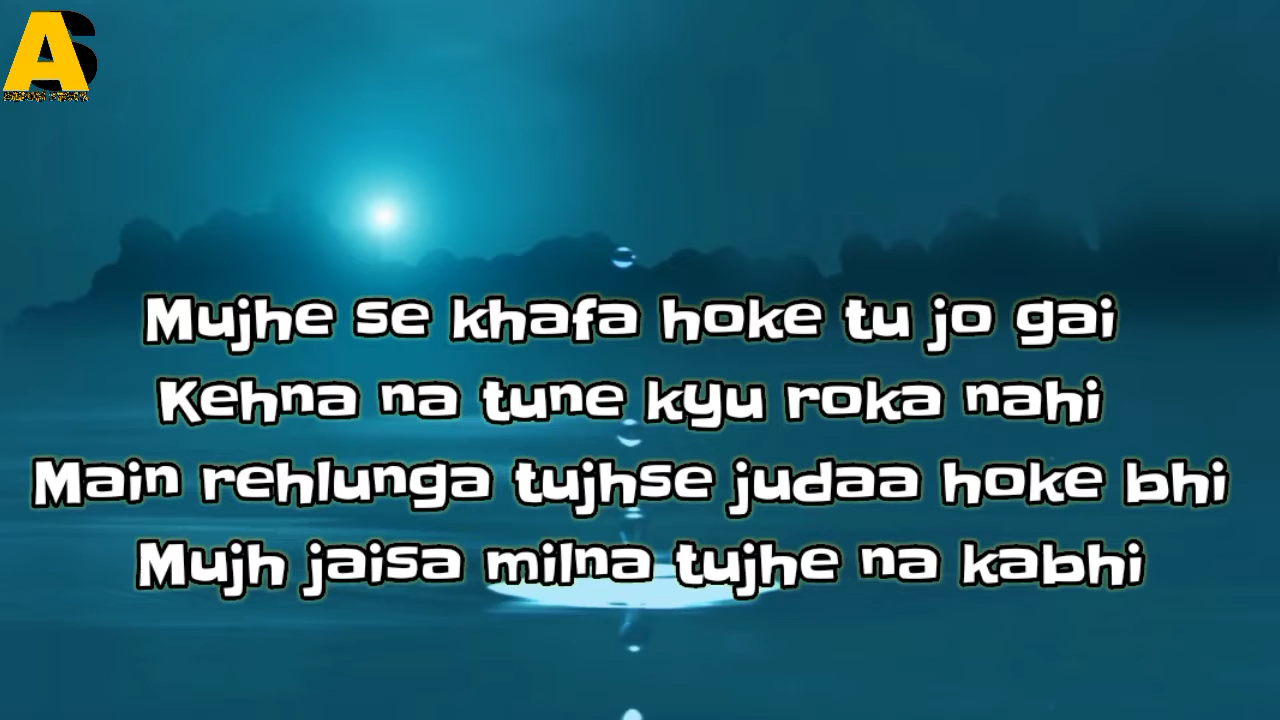 AS
Mujhe se khafa hoke tu jo gai
Kehna na tune kyu roka nahi
Main rehlunga tujhse judaa hoke bhi
Mujh jaisa milna tujhe na kabhi